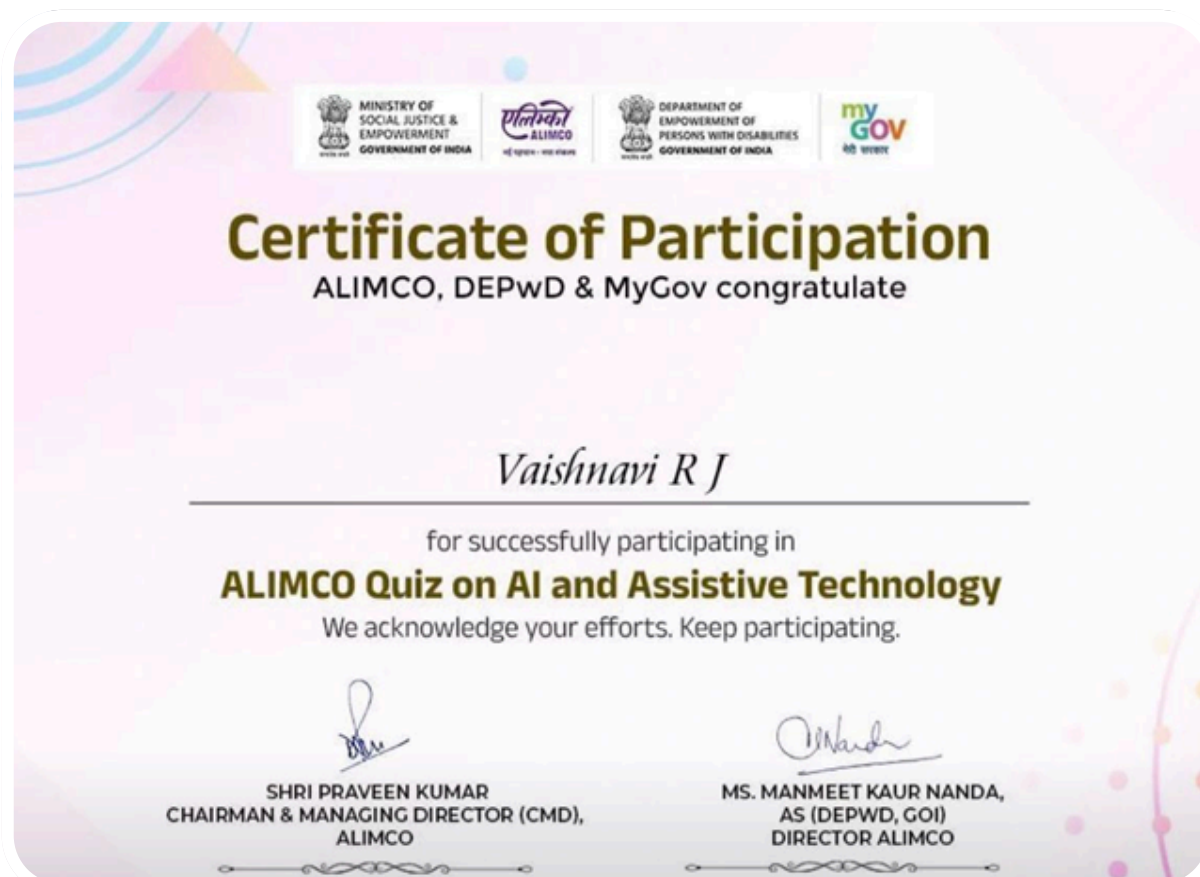 MINISTRY OF
SOCIAL JUSTICE &
EMPOWERMENT
GOVERNMENT OF INDIA
एलिम्को
ALIMCO
DEPARTMENT OF
EMPOWERMENT OF
PERSONS WITH DISABILITIES
GOVERNMENT OF INDIA
my
GOV
मेरी सरकार
Certificate of Participation
ALIMCO, DEPwD & MyGov congratulate
Vaishnavi R J
for successfully participating in
ALIMCO Quiz on AI and Assistive Technology
We acknowledge your efforts. Keep participating.
SHRI PRAVEEN KUMAR
CHAIRMAN & MANAGING DIRECTOR (CMD),
ALIMCO
MS. MANMEET KAUR NANDA,
AS (DEPWD, GOI)
DIRECTOR ALIMCO